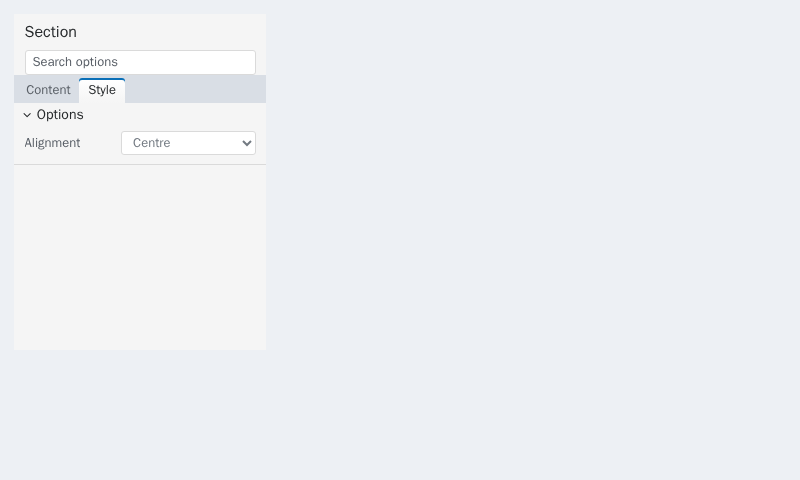 Section
Search options
Content Style
Options
Alignment Centre